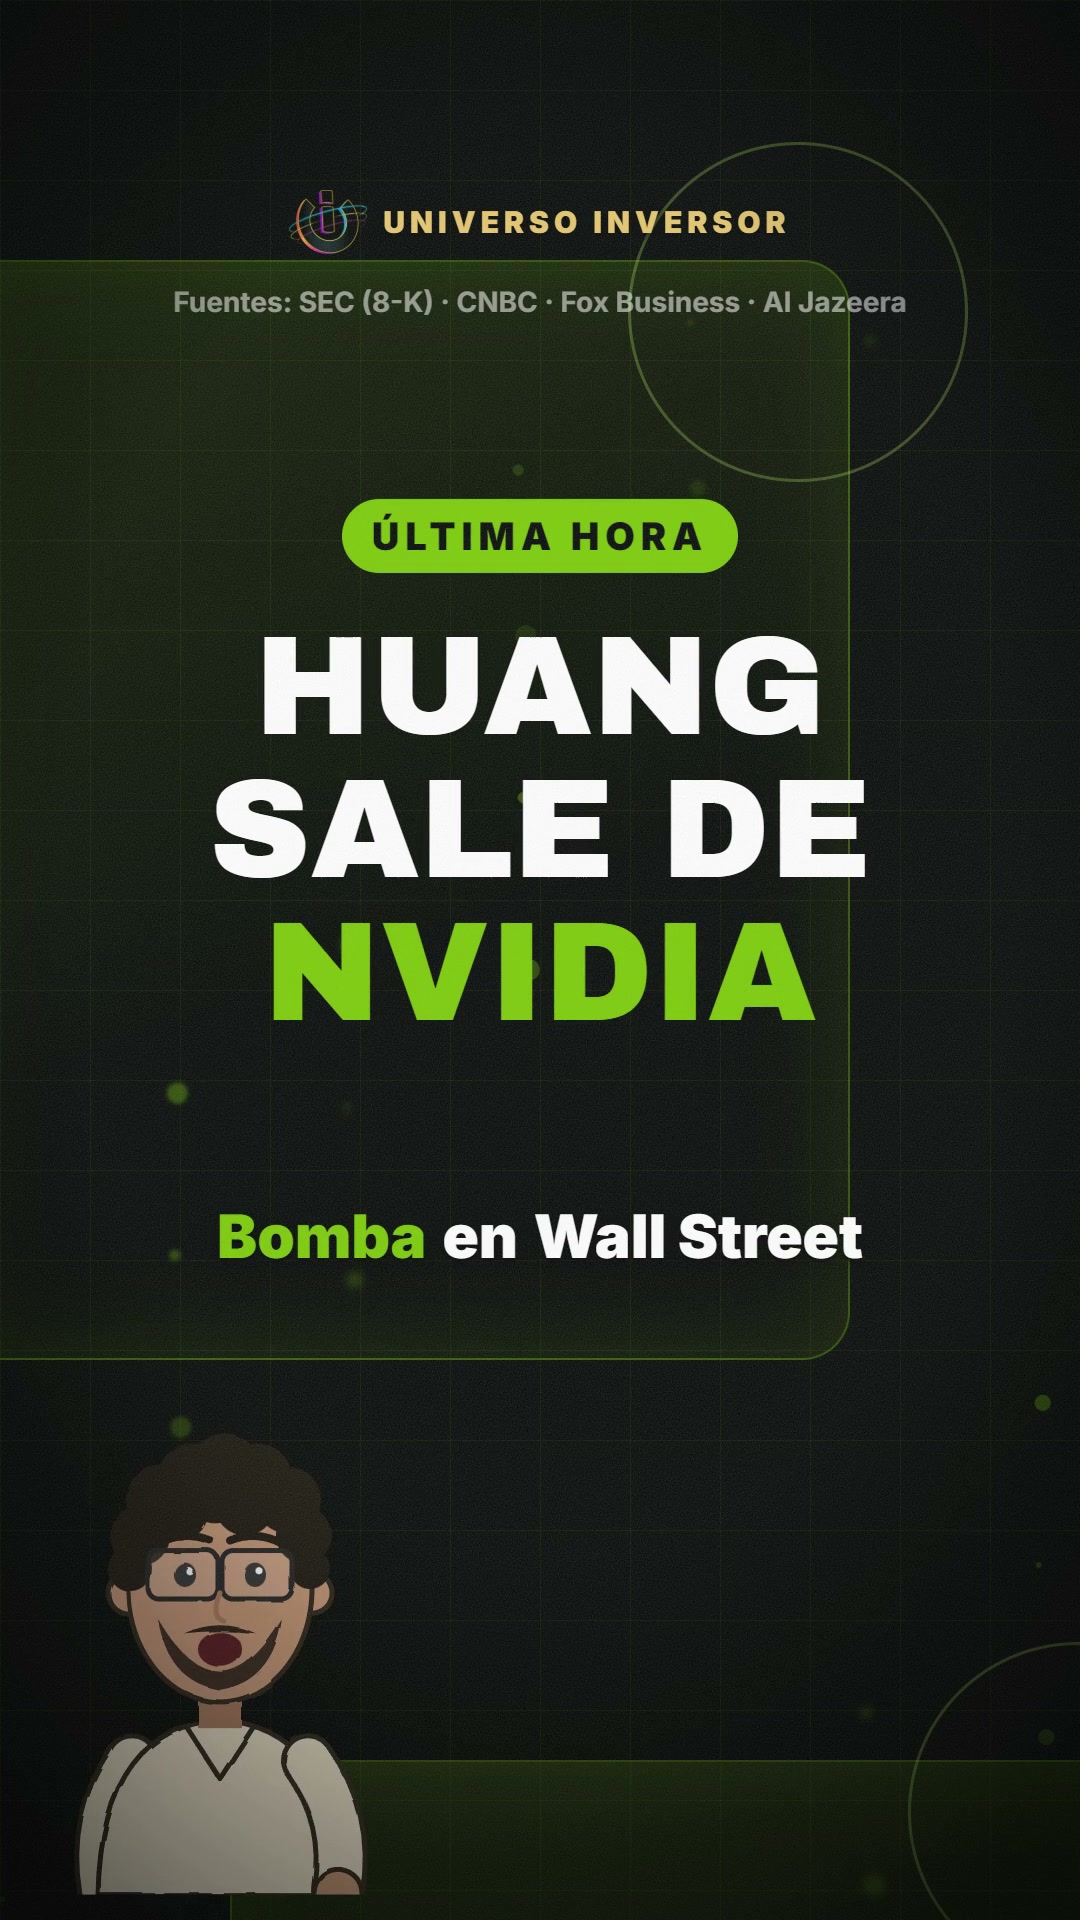 UNIVERSO INVERSOR
Fuentes: SEC (8-K) · CNBC · Fox Business · Al Jazeera
ÚLTIMA HORA
HUANG
SALE DE
NVIDIA
Bomba en Wall Street